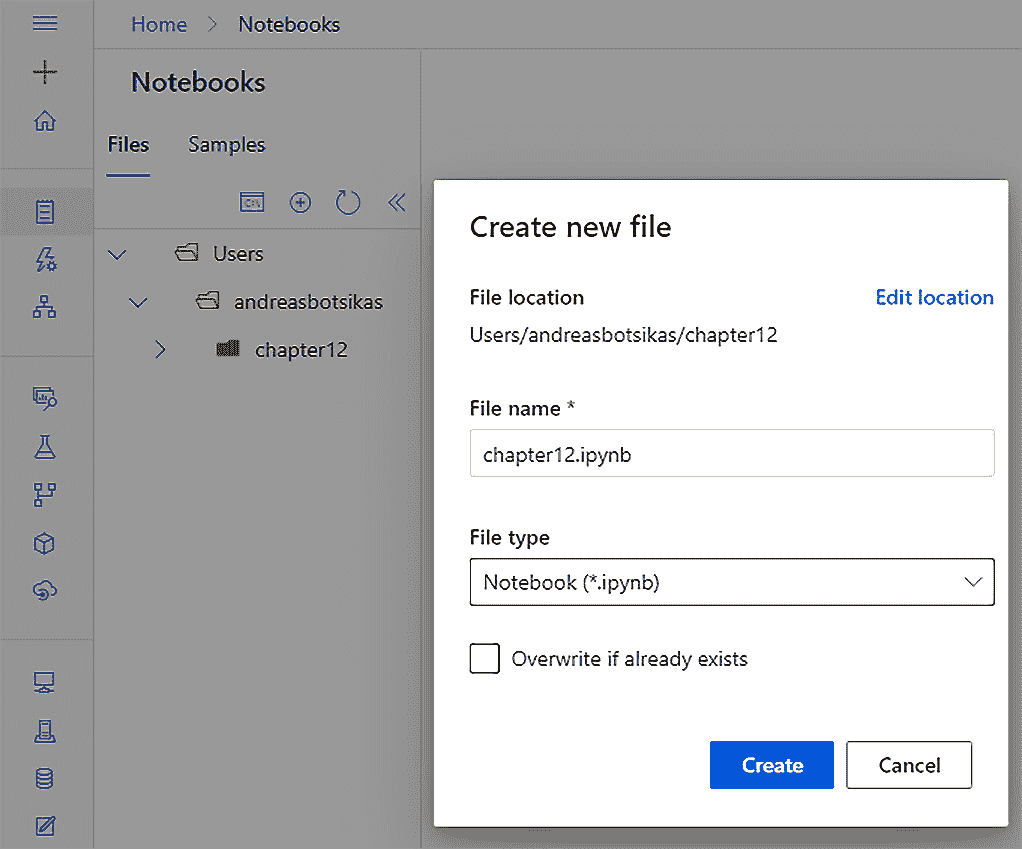 Home > Notebooks
Notebooks
Files Samples
Users
andreasbotsikas
chapter12
Create new file
File location Edit location
Users/andreasbotsikas/chapter12
File name *
chapter12.ipynb
File type
Notebook (*.ipynb)
Overwrite if already exists
Create Cancel